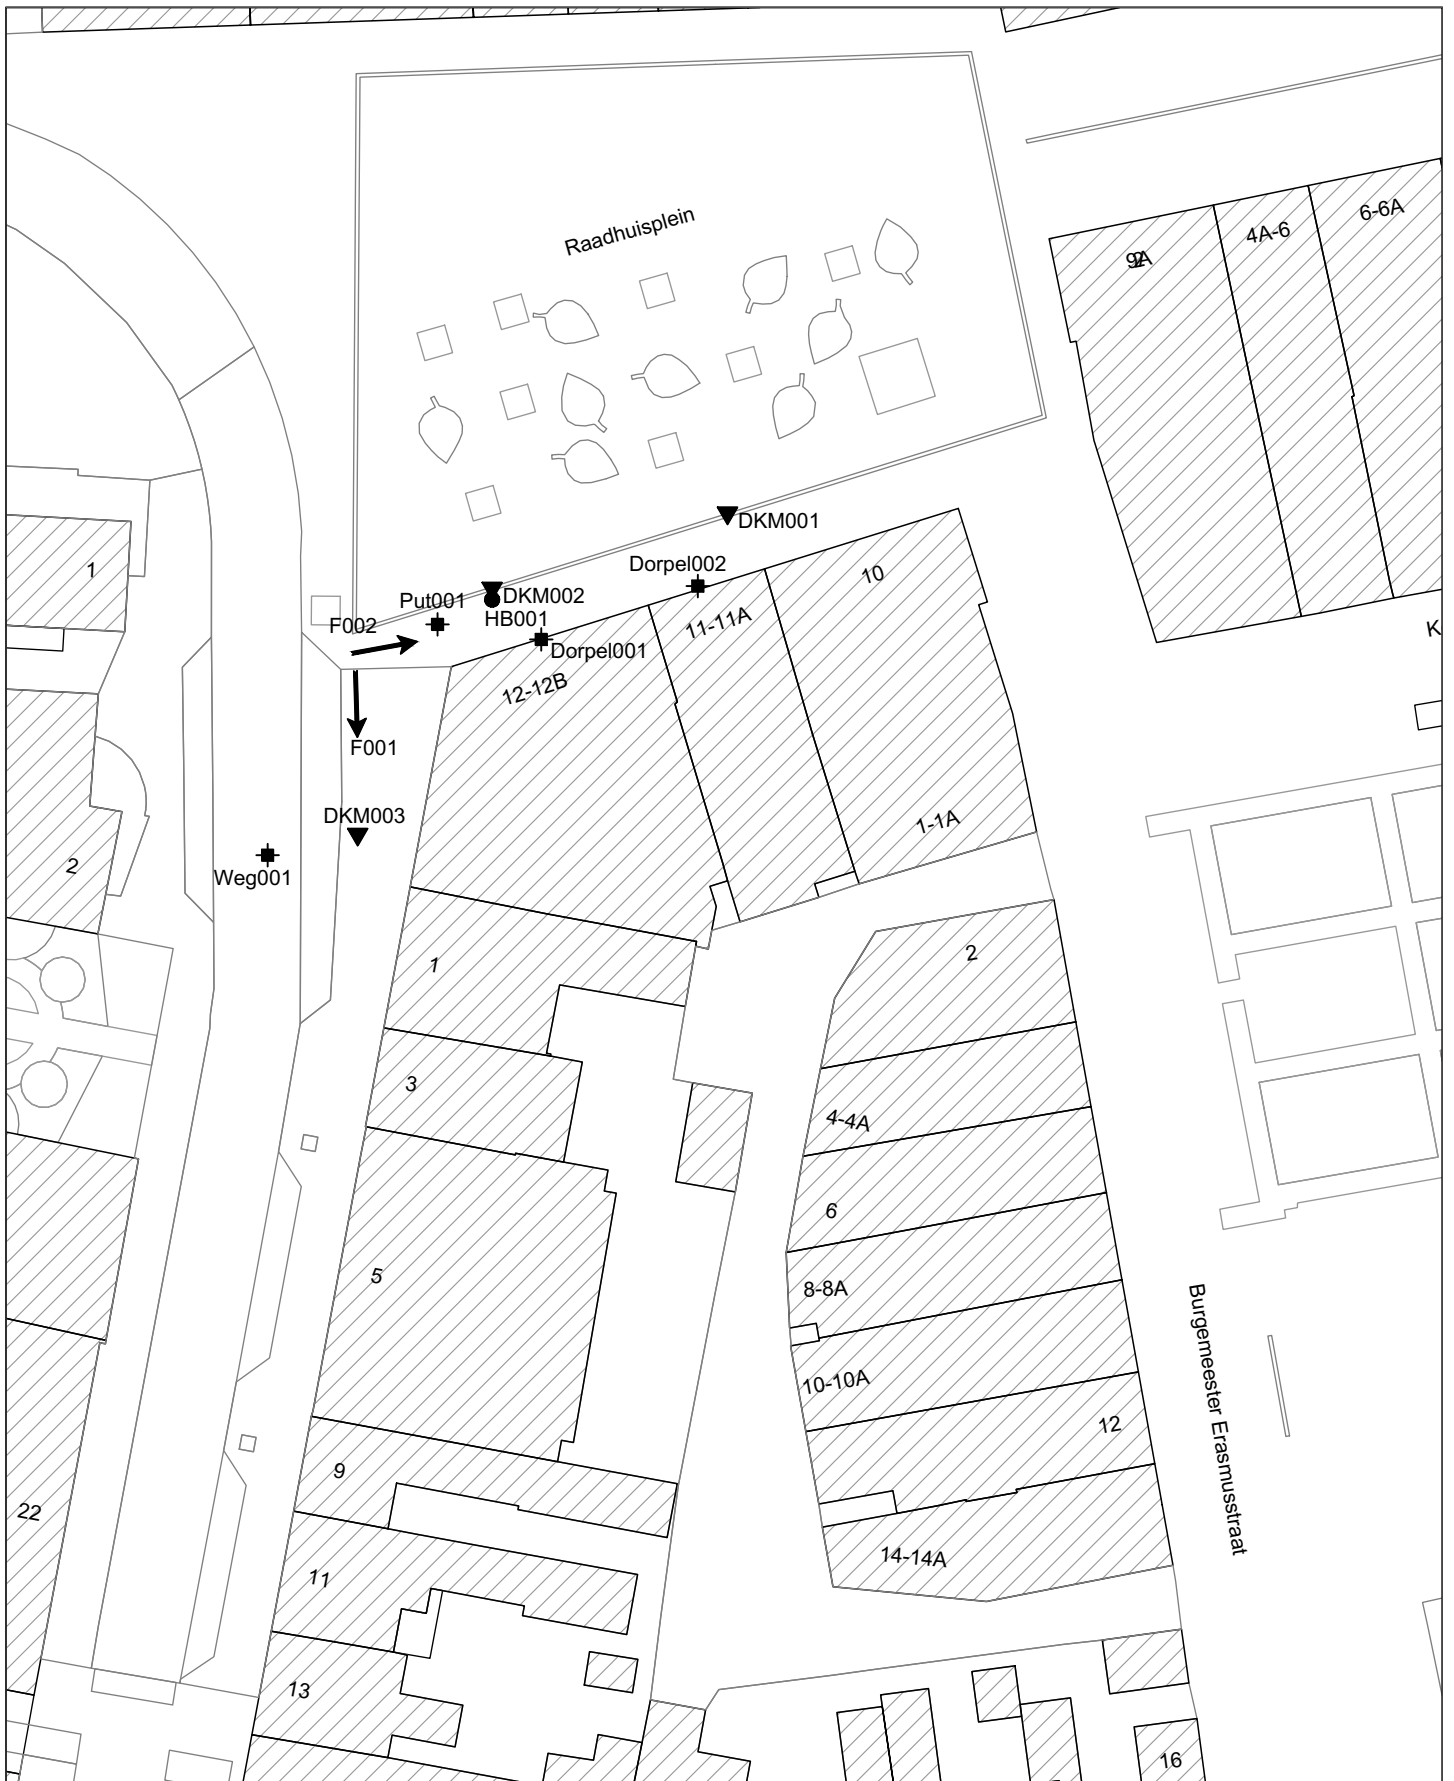 Raadhuisplein
6-6A
4A-6
DKM001
1
Dorpel002
10
DKM002
Put001
HB001
F002
11-11A
Dorpel001
12-12B
F001
DKM003
1-1A
2
Weg001
1
2
3
4-4A
6
5
8-8A
10-10A
12
Burgemeester Erasmusstraat
9
22
14-14A
11
13
16